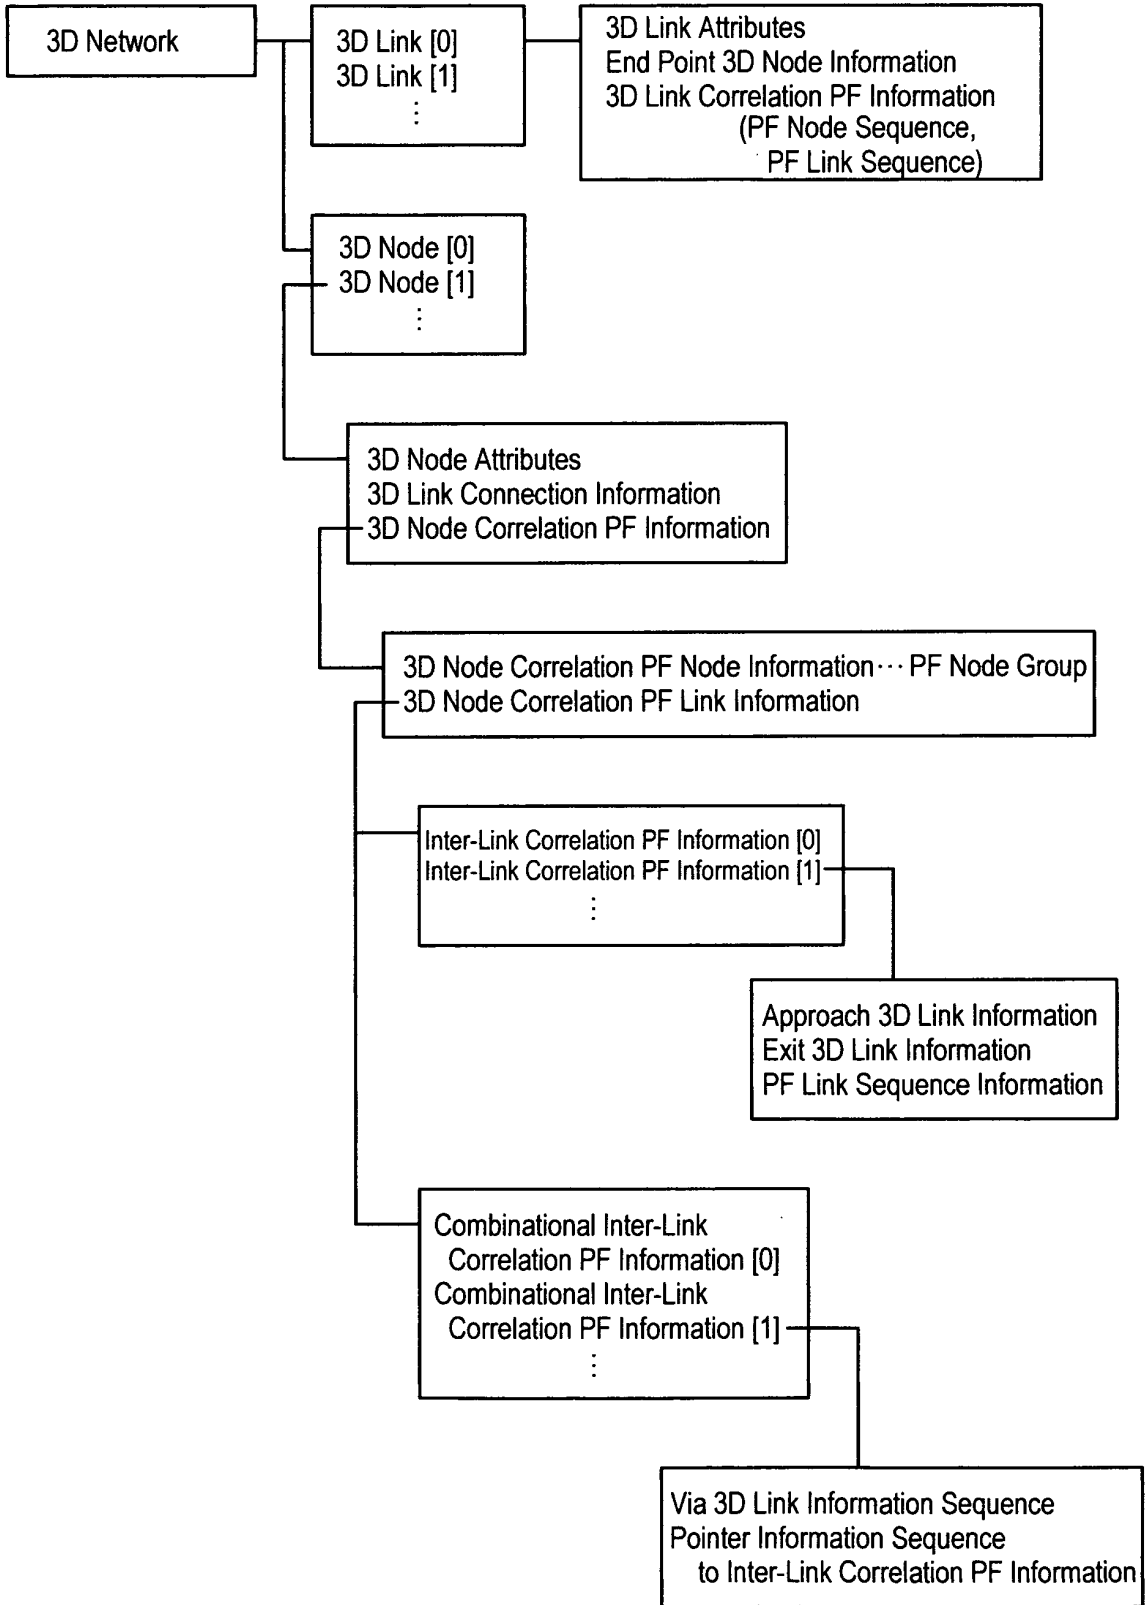 3D Network
3D Link [0]
3D Link [1]
⋮
3D Link Attributes
End Point 3D Node Information
3D Link Correlation PF Information
(PF Node Sequence,
PF Link Sequence)
3D Node [0]
3D Node [1]
⋮
3D Node Attributes
3D Link Connection Information
3D Node Correlation PF Information
3D Node Correlation PF Node Information ··· PF Node Group
3D Node Correlation PF Link Information
Inter-Link Correlation PF Information [0]
Inter-Link Correlation PF Information [1]
⋮
Approach 3D Link Information
Exit 3D Link Information
PF Link Sequence Information
Combinational Inter-Link
Correlation PF Information [0]
Combinational Inter-Link
Correlation PF Information [1]
⋮
Via 3D Link Information Sequence
Pointer Information Sequence
to Inter-Link Correlation PF Information